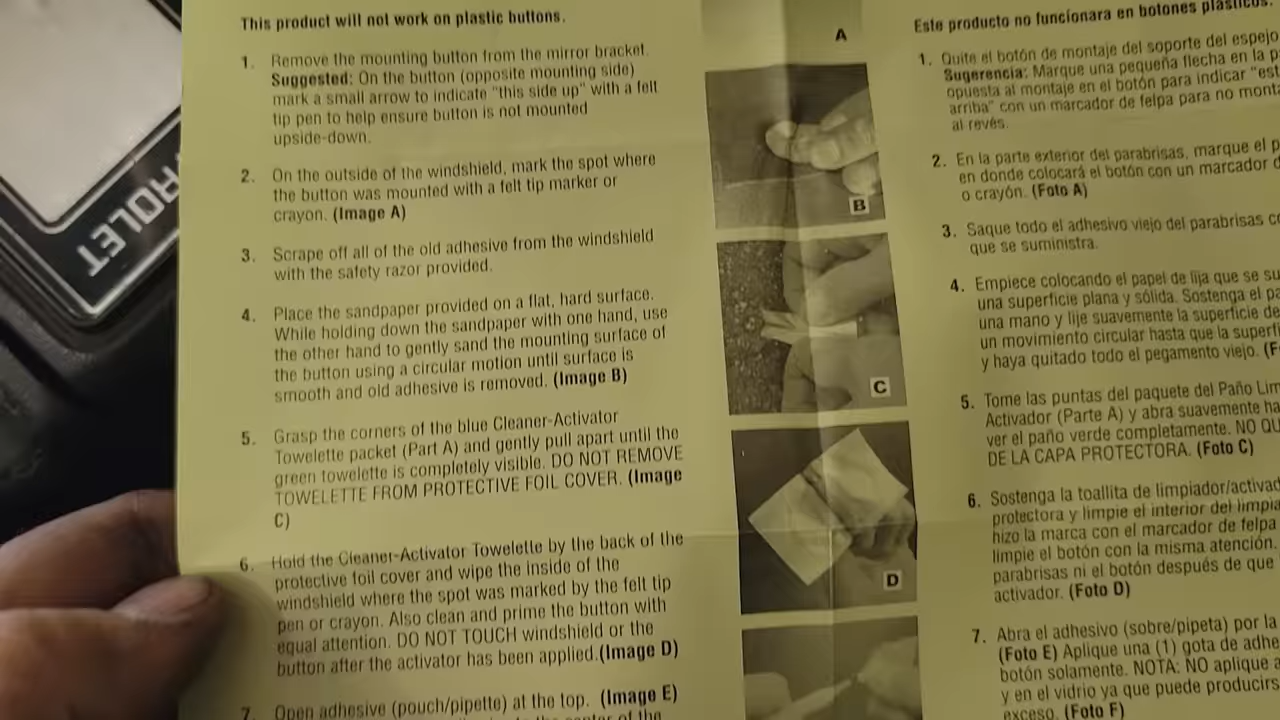 This product will not work on plastic buttons.
1. Remove the mounting button from the mirror bracket.
Suggested: On the button (opposite mounting side)
mark a small arrow to indicate "this side up" with a felt
tip pen to help ensure button is not mounted
upside-down.
2. On the outside of the windshield, mark the spot where
the button was mounted with a felt tip marker or
crayon. (Image A)
3. Scrape off all of the old adhesive from the windshield
with the safety razor provided.
4. Place the sandpaper provided on a flat, hard surface.
While holding down the sandpaper with one hand, use
the other hand to gently sand the mounting surface of
the button using a circular motion until surface is
smooth and old adhesive is removed. (Image B)
5. Grasp the corners of the blue Cleaner-Activator
Towelette packet (Part A) and gently pull apart until the
green towelette is completely visible. DO NOT REMOVE
TOWELETTE FROM PROTECTIVE FOIL COVER. (Image
C)
6. Hold the Cleaner-Activator Towelette by the back of the
protective foil cover and wipe the inside of the
windshield where the spot was marked by the felt tip
pen or crayon. Also clean and prime the button with
equal attention. DO NOT TOUCH windshield or the
button after the activator has been applied.(Image D)
7. Open adhesive (pouch/pipette) at the top. (Image E)
center of the
A
B
C
D
Este producto no funcionara en botones plásticos.
1. Quite el botón de montaje del soporte del espejo
Sugerencia: Marque una pequeña flecha en la p
opuesta al montaje en el botón para indicar "est
arriba" con un marcador de felpa para no mont
al revés.
2. En la parte exterior del parabrisas, marque el p
en donde colocará el botón con un marcador d
o crayón. (Foto A)
3. Saque todo el adhesivo viejo del parabrisas c
que se suministra.
4. Empiece colocando el papel de lija que se su
una superficie plana y sólida. Sostenga el pa
una mano y lije suavemente la superficie de
un movimiento circular hasta que la superf
y haya quitado todo el pegamento viejo. (F
5. Tome las puntas del paquete del Paño Lim
Activador (Parte A) y abra suavemente ha
ver el paño verde completamente. NO QU
DE LA CAPA PROTECTORA. (Foto C)
6. Sostenga la toallita de limpiador/activad
protectora y limpie el interior del limpia
hizo la marca con el marcador de felpa
limpie el botón con la misma atención.
parabrisas ni el botón después de que
activador. (Foto D)
7. Abra el adhesivo (sobre/pipeta) por la
(Foto E) Aplique una (1) gota de adhe
botón solamente. NOTA: NO aplique a
y en el vidrio ya que puede producirs
exceso. (Foto F)
ROLET